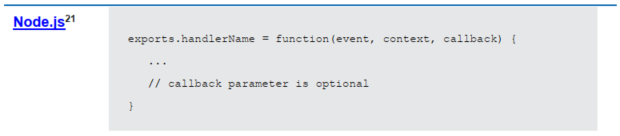 Node.js21
exports.handlerName = function(event, context, callback) {
...
// callback parameter is optional
}